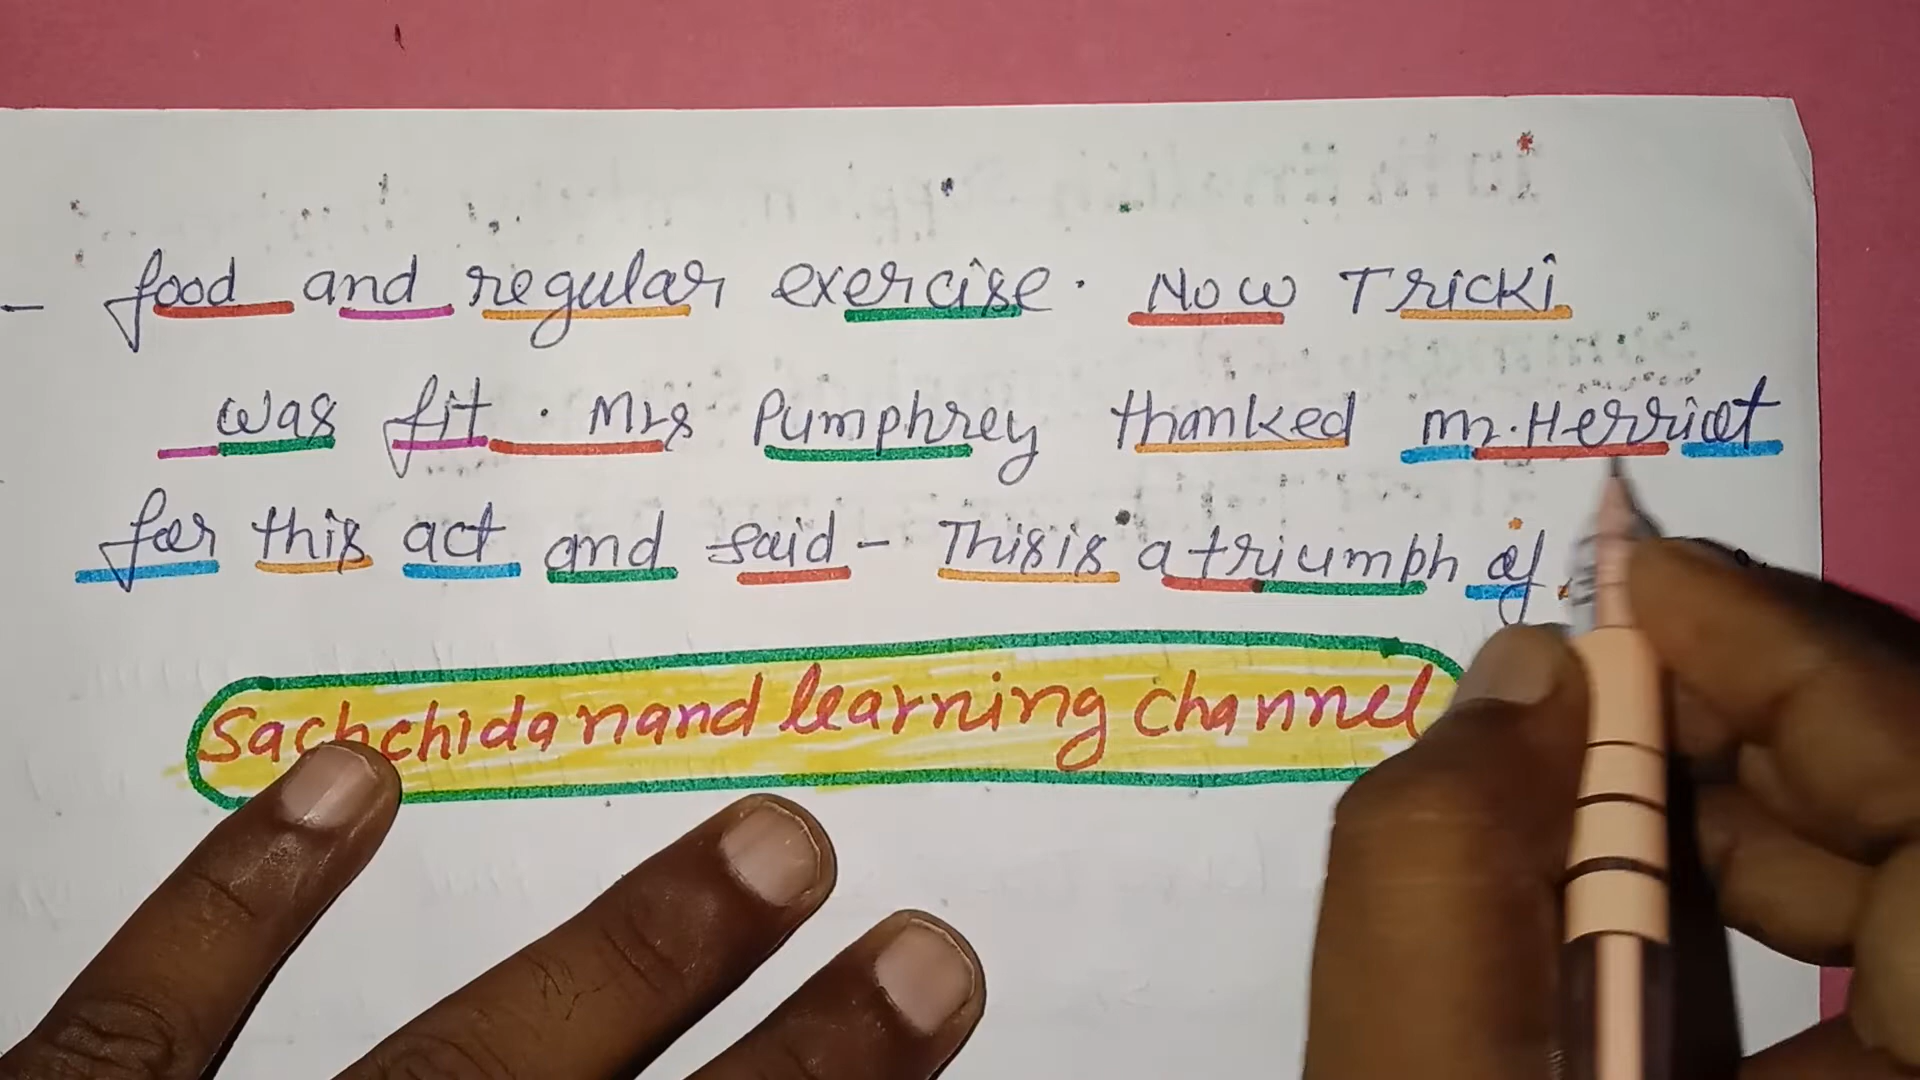 - food and regular exercise. Now Tricki
was fit. Mrs Pumphrey thanked Mr. Herriot
for this act and said - This is a triumph of
Sachchidanand learning channel